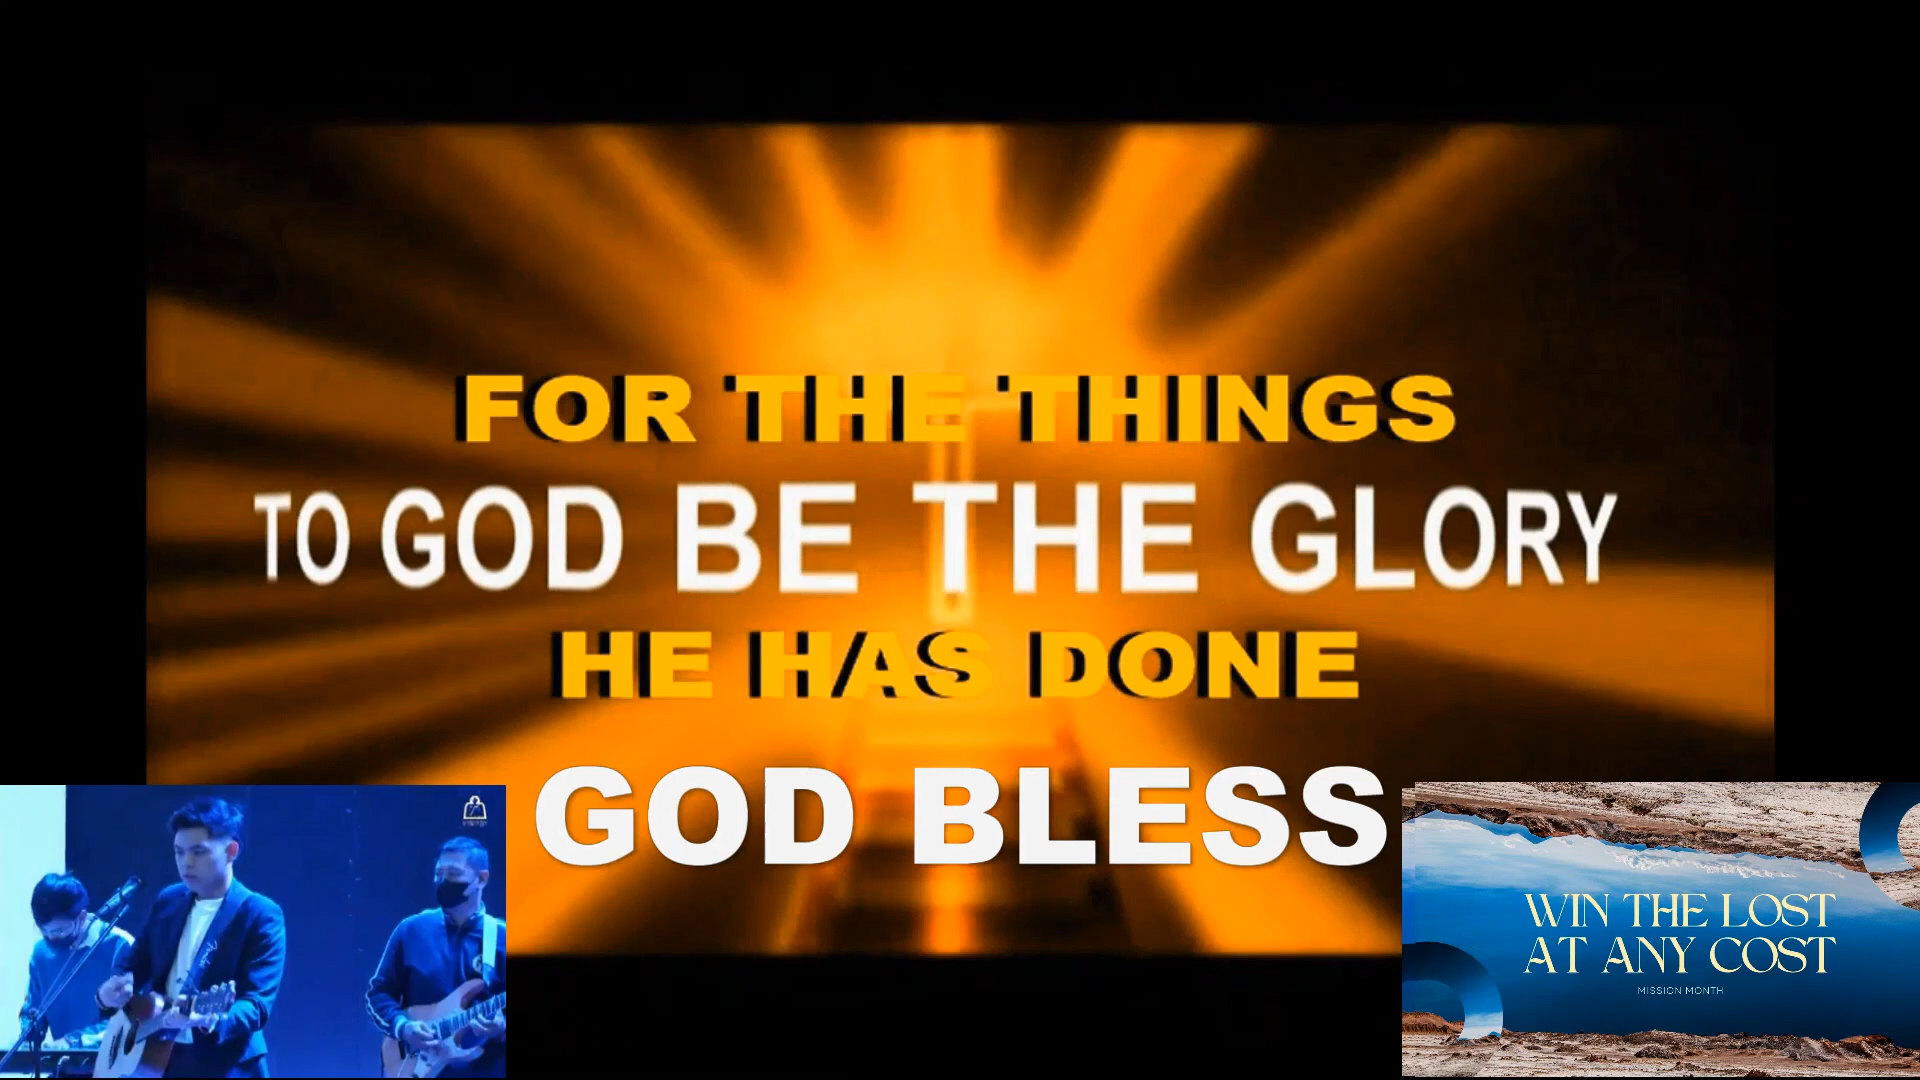 FOR THE THINGS
TO GOD BE THE GLORY
HE HAS DONE
GOD BLESS
WIN THE LOST
AT ANY COST
MISSION MONTH